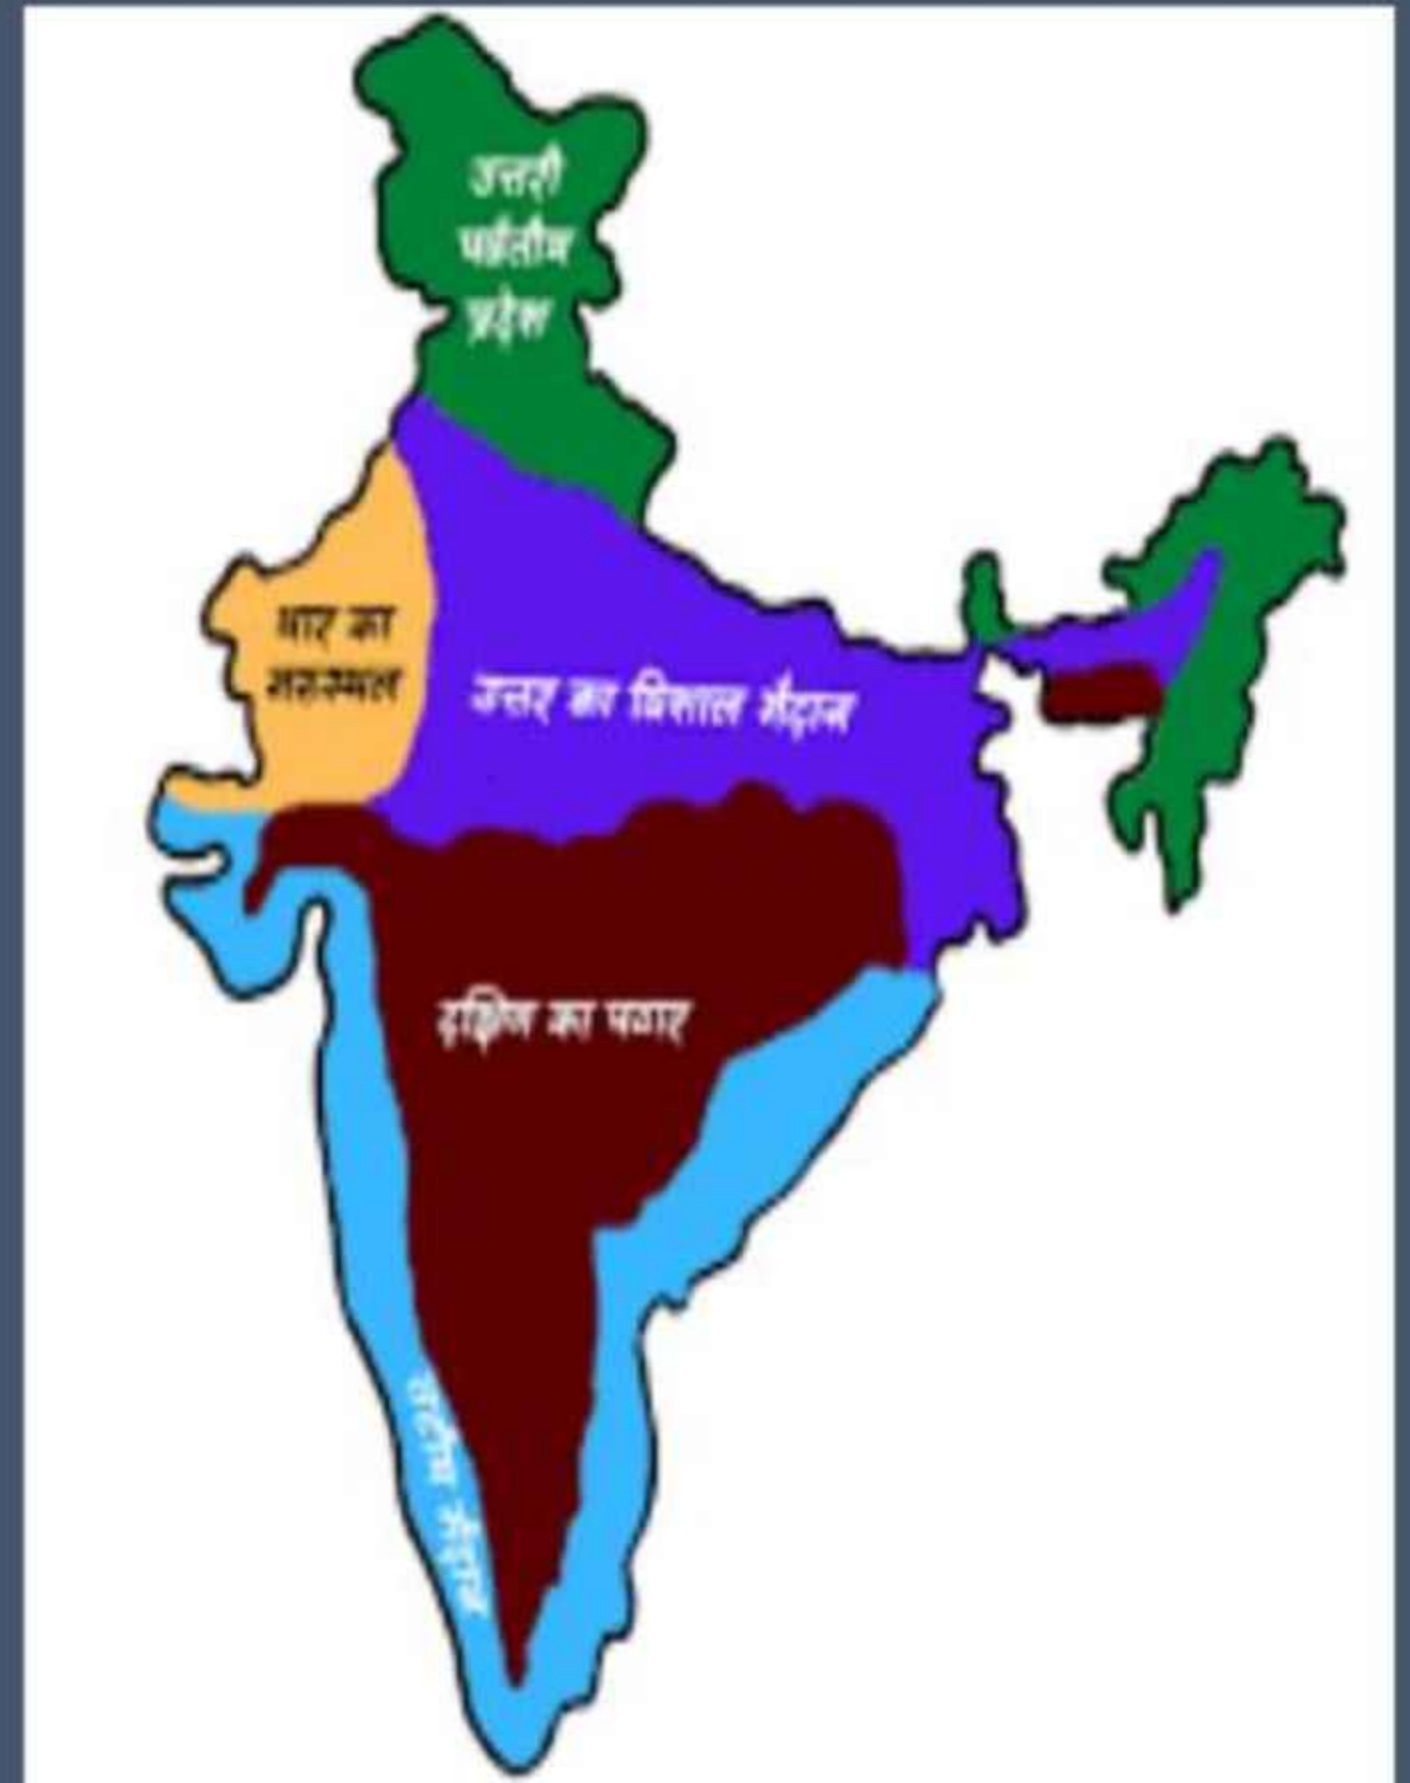 उत्तरी
पर्वतीय
प्रदेश
थार का
मरुस्थल
उत्तर का विशाल मैदान
दक्षिण का पठार
तटीय मैदान